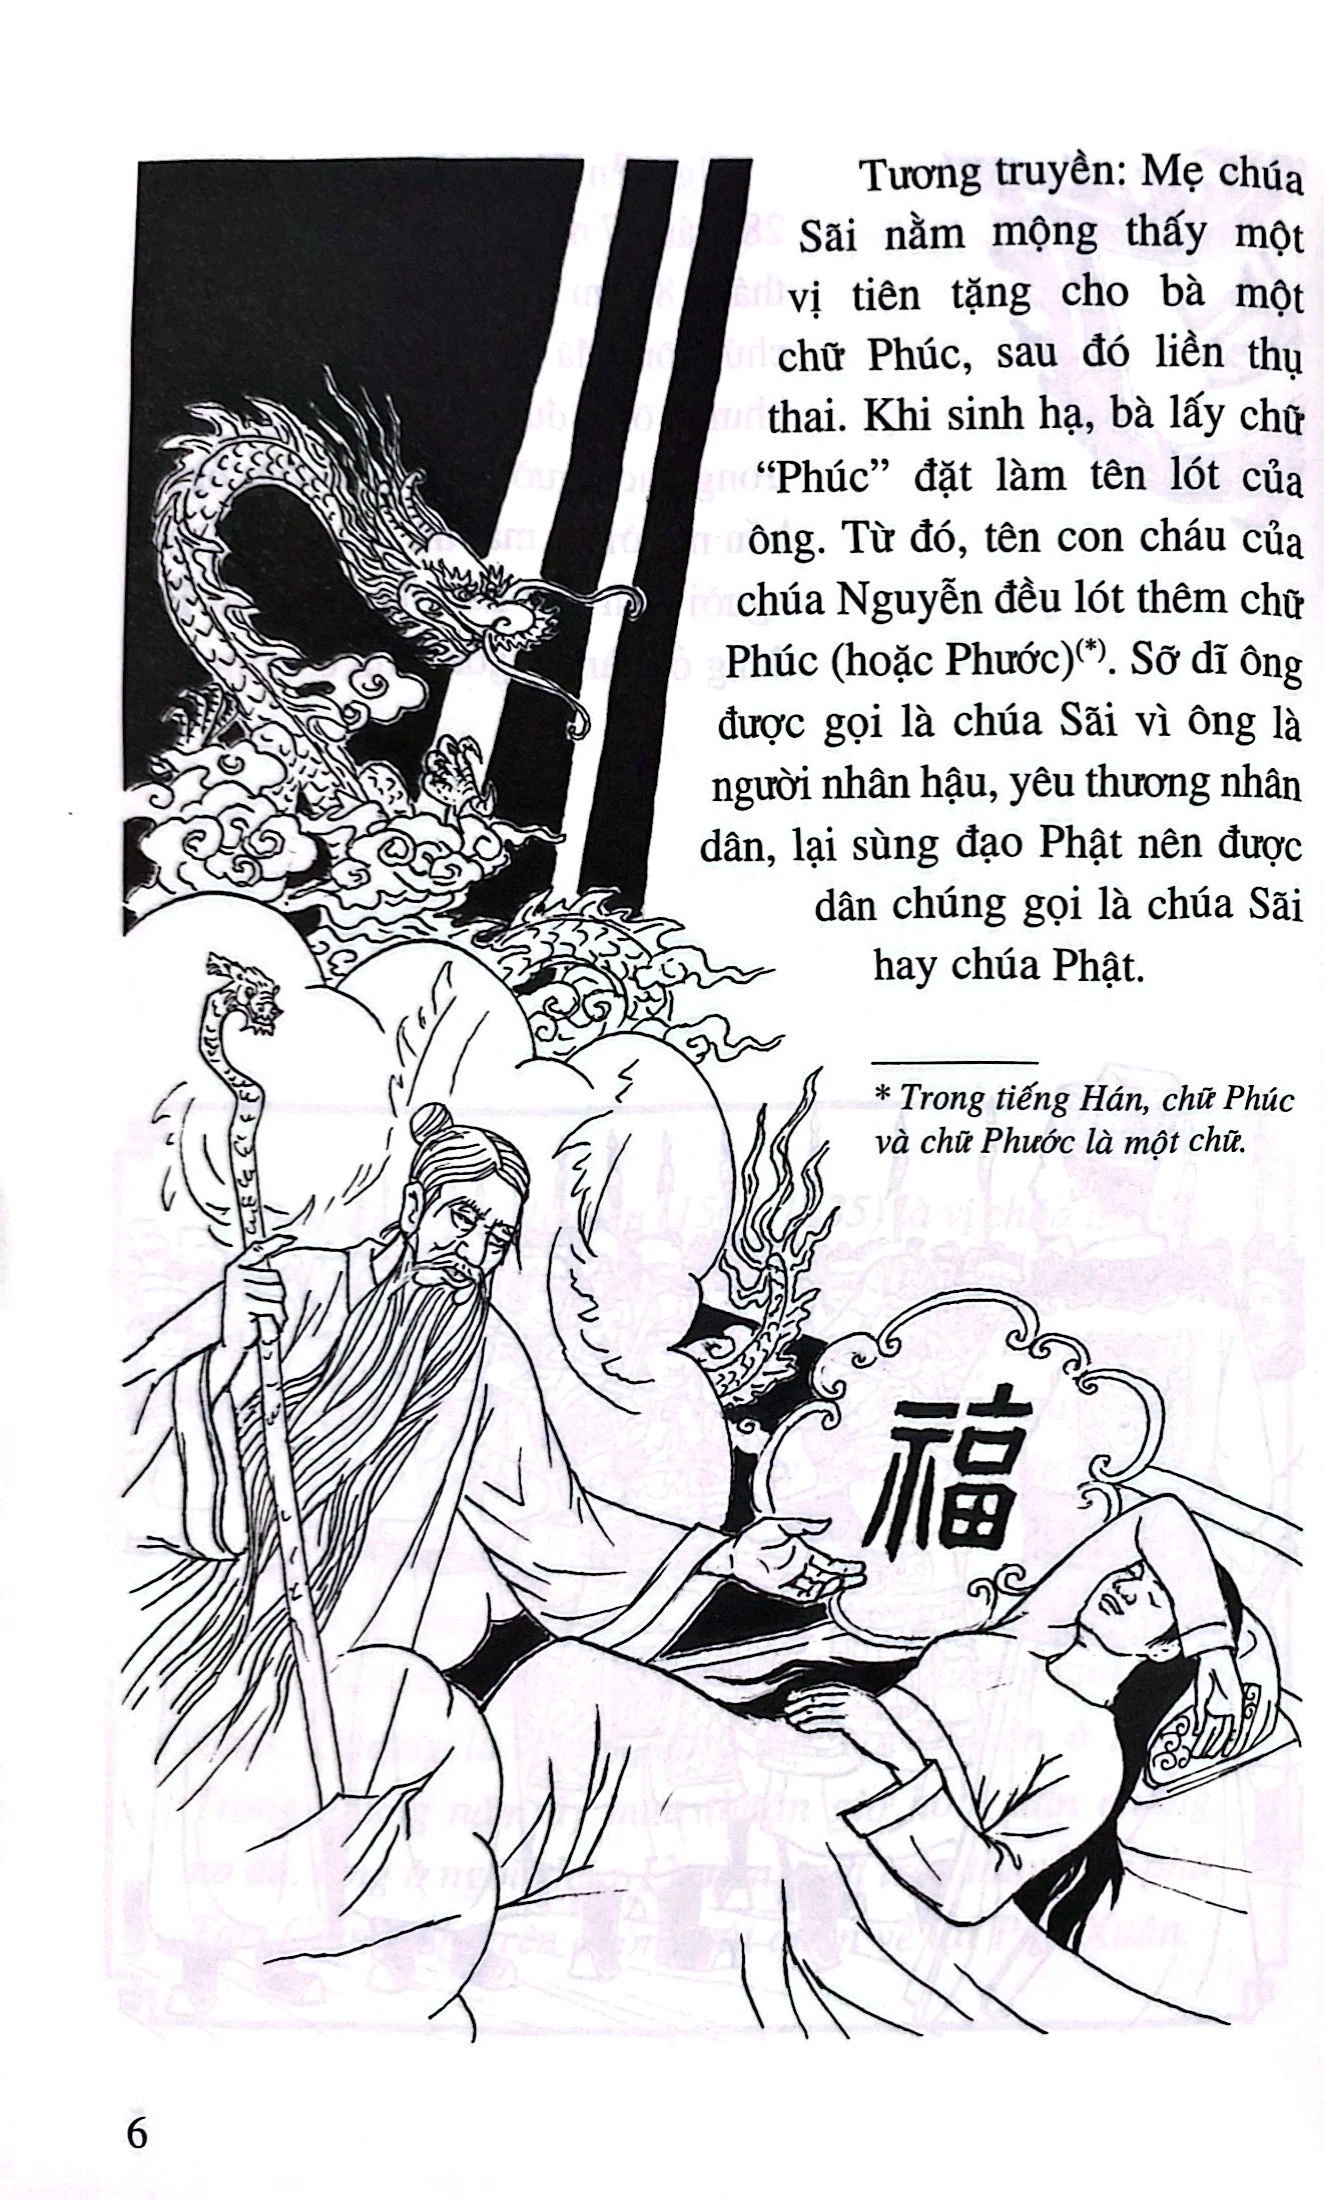 Tương truyền: Mẹ chúa
Sãi nằm mộng thấy một
vị tiên tặng cho bà một
chữ Phúc, sau đó liền thụ
thai. Khi sinh hạ, bà lấy chữ
“Phúc” đặt làm tên lót của
ông. Từ đó, tên con cháu của
chúa Nguyễn đều lót thêm chữ
Phúc (hoặc Phước)(*). Sỡ dĩ ông
được gọi là chúa Sãi vì ông là
người nhân hậu, yêu thương nhân
dân, lại sùng đạo Phật nên được
dân chúng gọi là chúa Sãi
hay chúa Phật.
* Trong tiếng Hán, chữ Phúc
và chữ Phước là một chữ.
福
6